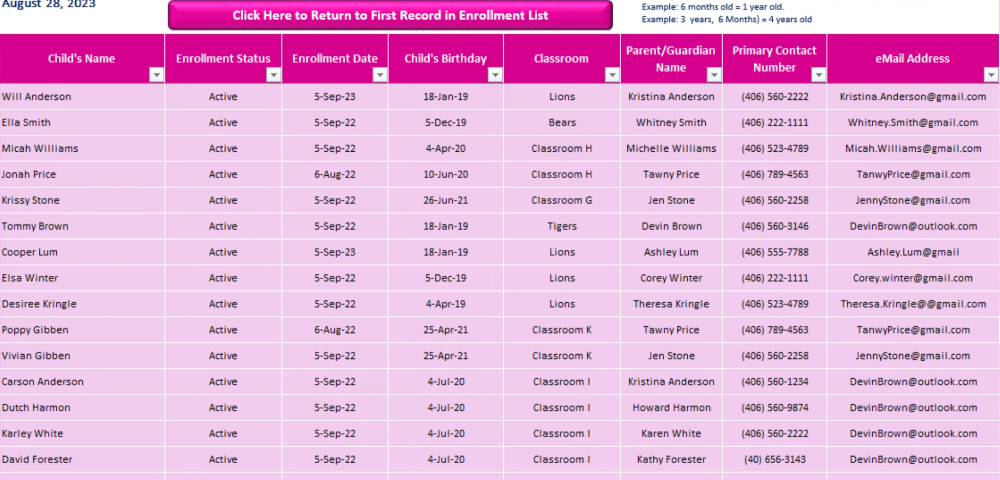 August 28, 2023
Click Here to Return to First Record in Enrollment List
Example: 6 months old = 1 year old.
Example: 3 years, 6 Months) = 4 years old
Child's Name Enrollment Status Enrollment Date Child's Birthday Classroom Parent/Guardian Name Primary Contact Number eMail Address
Will Anderson Active 5-Sep-23 18-Jan-19 Lions Kristina Anderson (406) 560-2222 Kristina.Anderson@gmail.com
Ella Smith Active 5-Sep-22 5-Dec-19 Bears Whitney Smith (406) 222-1111 Whitney.Smith@gmail.com
Micah Williams Active 5-Sep-22 4-Apr-20 Classroom H Michelle Williams (406) 523-4789 Micah.Williams@gmail.com
Jonah Price Active 6-Aug-22 10-Jun-20 Classroom H Tawny Price (406) 789-4563 TanwyPrice@gmail.com
Krissy Stone Active 5-Sep-22 26-Jun-21 Classroom G Jen Stone (406) 560-2258 JennyStone@gmail.com
Tommy Brown Active 5-Sep-22 18-Jan-19 Tigers Devin Brown (406) 560-3146 DevinBrown@outlook.com
Cooper Lum Active 5-Sep-23 18-Jan-19 Lions Ashley Lum (406) 555-7788 Ashley.Lum@gmail
Elsa Winter Active 5-Sep-22 5-Dec-19 Lions Corey Winter (406) 222-1111 Corey.winter@gmail.com
Desiree Kringle Active 5-Sep-22 4-Apr-19 Lions Theresa Kringle (406) 523-4789 Theresa.Kringle@@gmail.com
Poppy Gibben Active 6-Aug-22 25-Apr-21 Classroom K Tawny Price (406) 789-4563 TanwyPrice@gmail.com
Vivian Gibben Active 5-Sep-22 25-Apr-21 Classroom K Jen Stone (406) 560-2258 JennyStone@gmail.com
Carson Anderson Active 5-Sep-22 4-Jul-20 Classroom I Kristina Anderson (406) 560-1234 DevinBrown@outlook.com
Dutch Harmon Active 5-Sep-22 4-Jul-20 Classroom I Howard Harmon (406) 560-9874 DevinBrown@outlook.com
Karley White Active 5-Sep-22 4-Jul-20 Classroom I Karen White (406) 560-2222 DevinBrown@outlook.com
David Forester Active 5-Sep-22 4-Jul-20 Classroom I Kathy Forester (40) 656-3143 DevinBrown@outlook.com